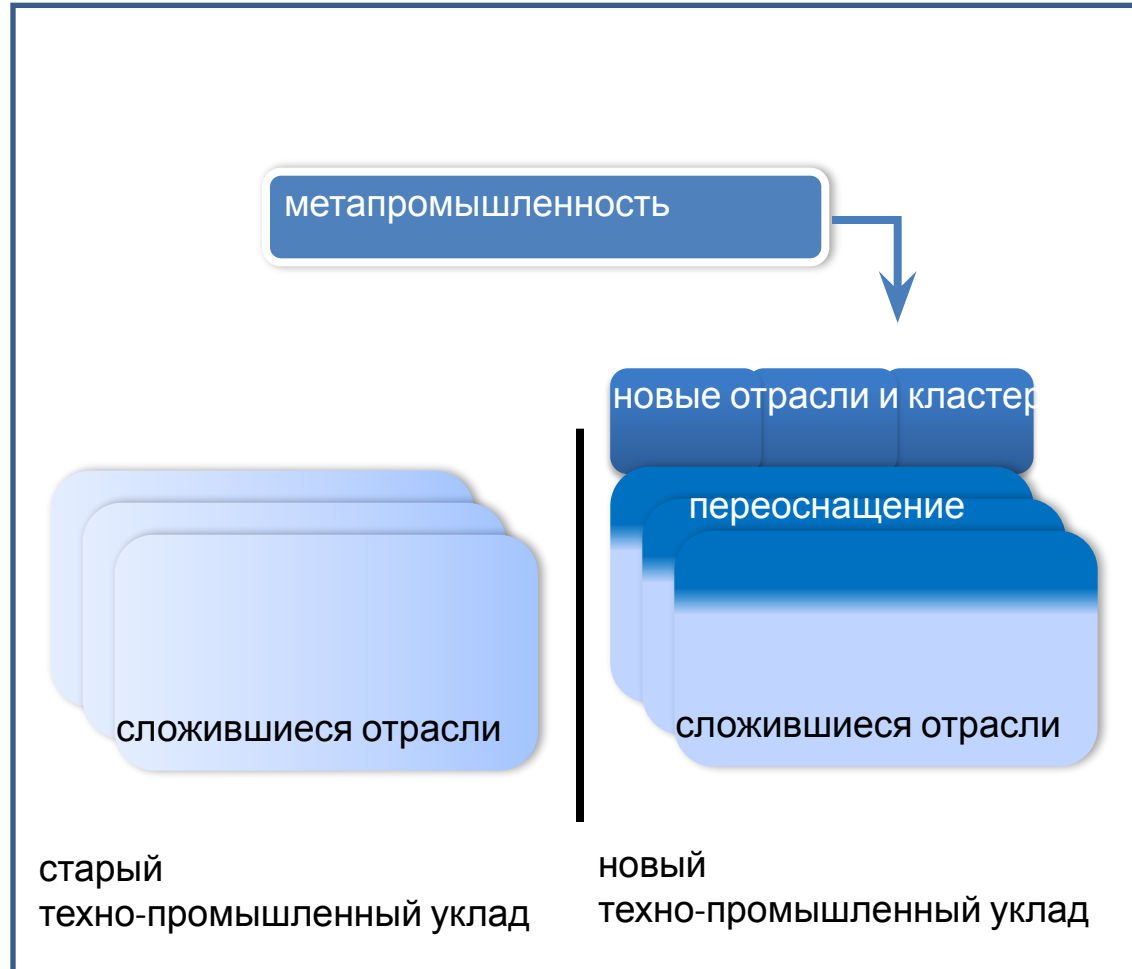 метапромышленность
новые отрасли и кластер
переоснащение
сложившиеся отрасли
сложившиеся отрасли
старый
техно-промышленный уклад
новый
техно-промышленный уклад